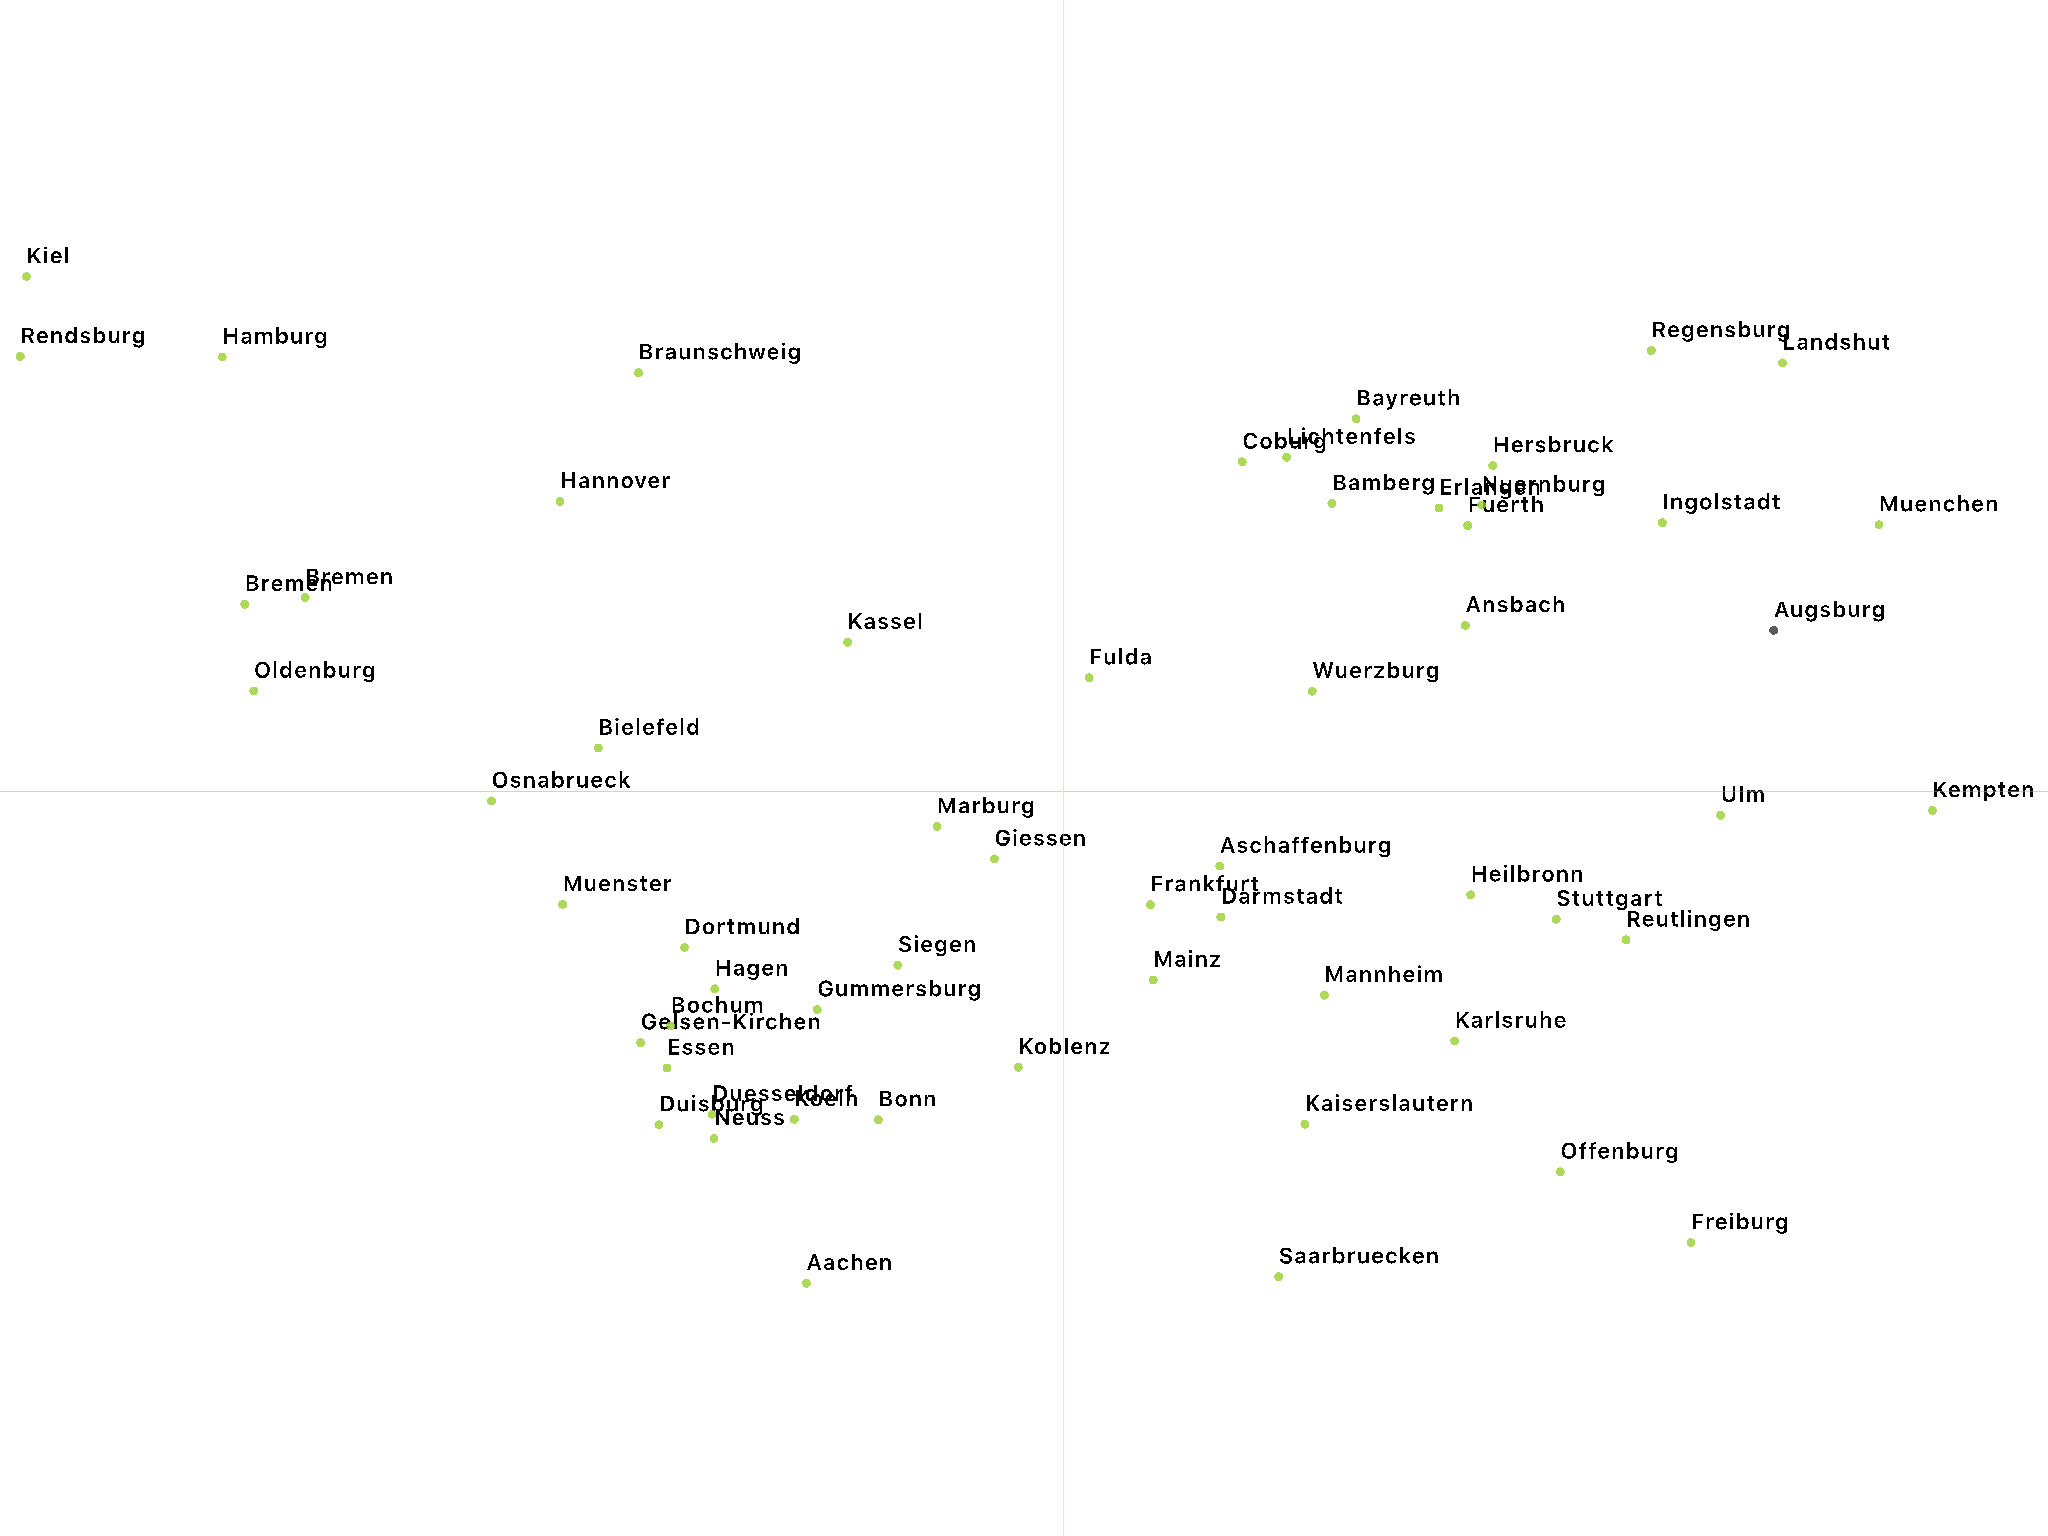 Kiel
Rendsburg
Hamburg
Regensburg
Landshut
Braunschweig
Bayreuth
Coburg
Lichtenfels
Hersbruck
Hannover
Bamberg
Erlangen
Nuernburg
Fuerth
Ingolstadt
Muenchen
Bremen
Bremen
Kassel
Ansbach
Augsburg
Fulda
Oldenburg
Wuerzburg
Bielefeld
Osnabrueck
Ulm
Kempten
Marburg
Giessen
Aschaffenburg
Muenster
Frankfurt
Darmstadt
Heilbronn
Stuttgart
Reutlingen
Dortmund
Siegen
Hagen
Mainz
Mannheim
Gummersburg
Bochum
Gelsen-Kirchen
Karlsruhe
Essen
Koblenz
Duesseldorf
Duisburg
Koeln
Bonn
Neuss
Kaiserslautern
Offenburg
Freiburg
Aachen
Saarbruecken